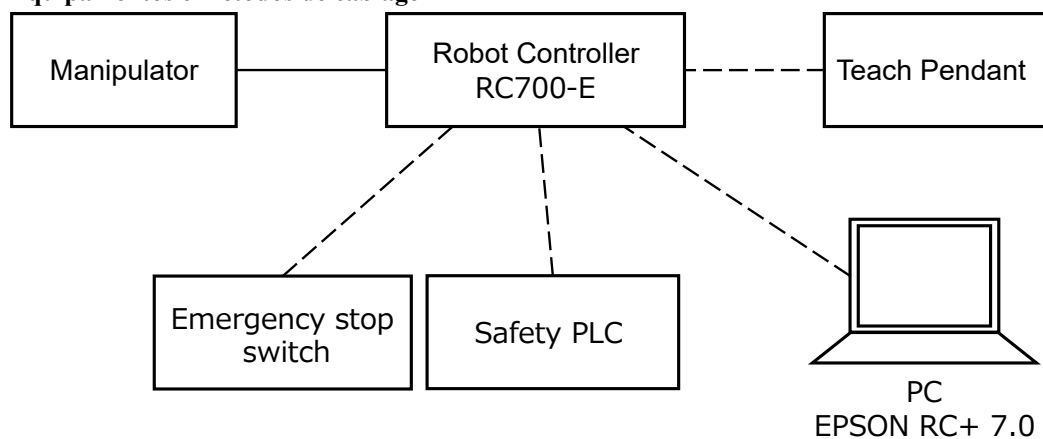 Manipulator
Robot Controller
RC700-E
Teach Pendant
Emergency stop
switch
Safety PLC
PC
EPSON RC+ 7.0